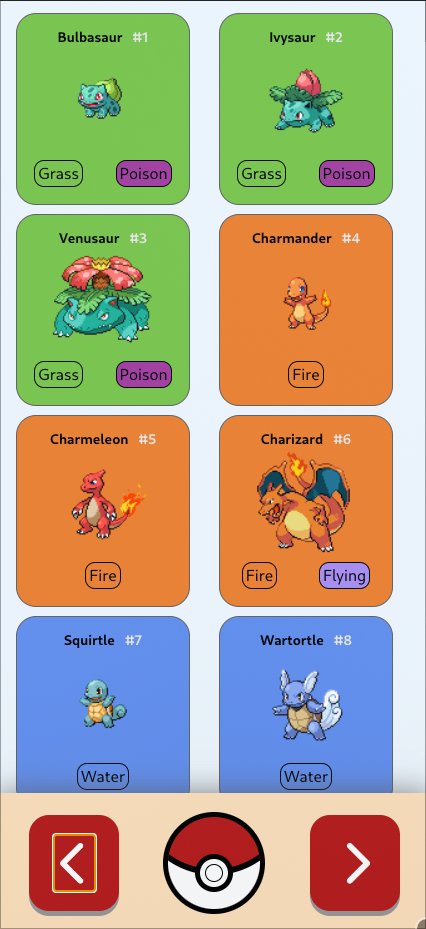 Bulbasaur #1
Grass Poison
Ivysaur #2
Grass Poison
Venusaur #3
Grass Poison
Charmander #4
Fire
Charmeleon #5
Fire
Charizard #6
Fire Flying
Squirtle #7
Water
Wartortle #8
Water